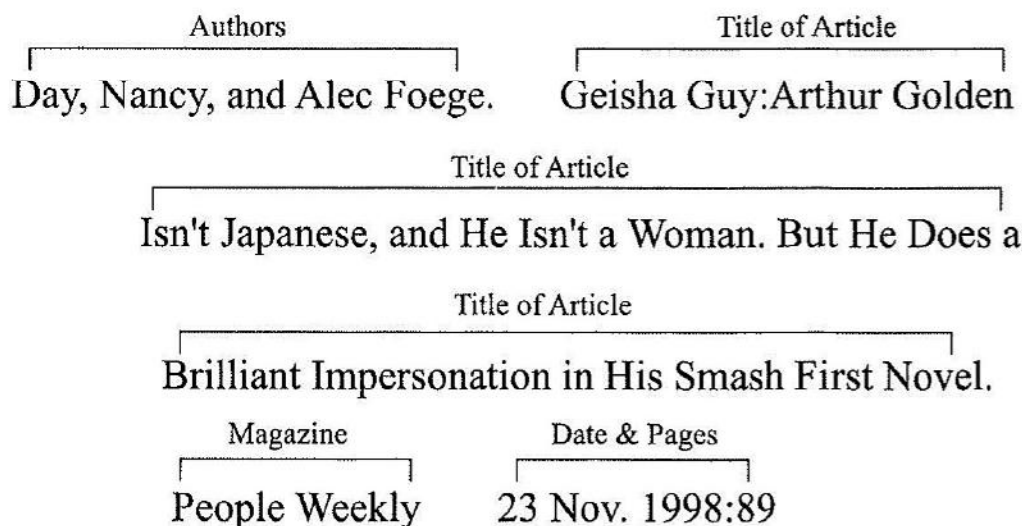 Authors Title of Article
Day, Nancy, and Alec Foege. Geisha Guy:Arthur Golden
Title of Article
Isn't Japanese, and He Isn't a Woman. But He Does a
Title of Article
Brilliant Impersonation in His Smash First Novel.
Magazine Date & Pages
People Weekly 23 Nov. 1998:89